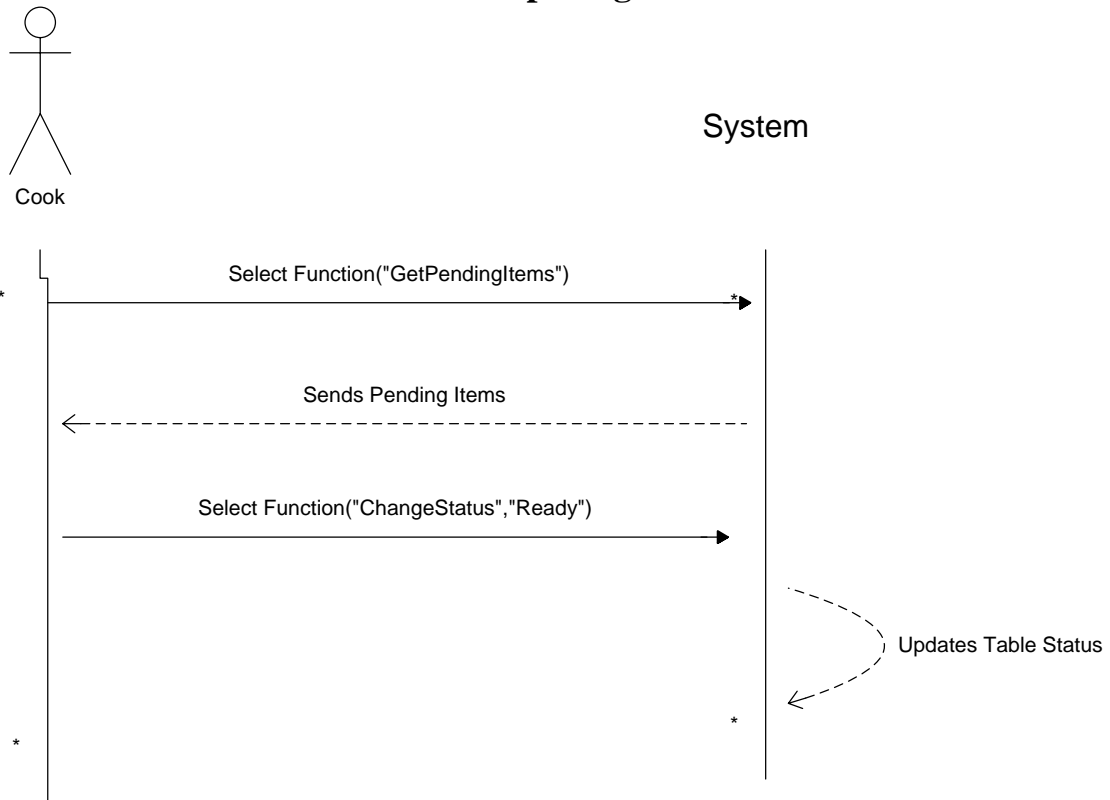 System
Cook
Select Function("GetPendingItems")
*
*
Sends Pending Items
Select Function("ChangeStatus","Ready")
Updates Table Status
*
*